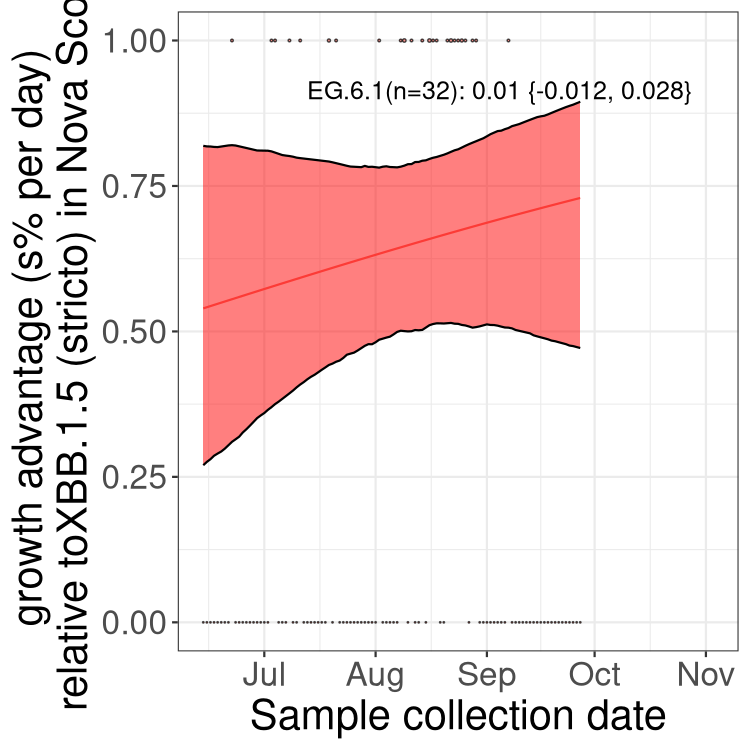 growth advantage (s% per day)
relative toXBB.1.5 (stricto) in Nova Sco
1.00
0.75
0.50
0.25
0.00
EG.6.1(n=32): 0.01 {-0.012, 0.028}
Jul Aug Sep Oct Nov
Sample collection date